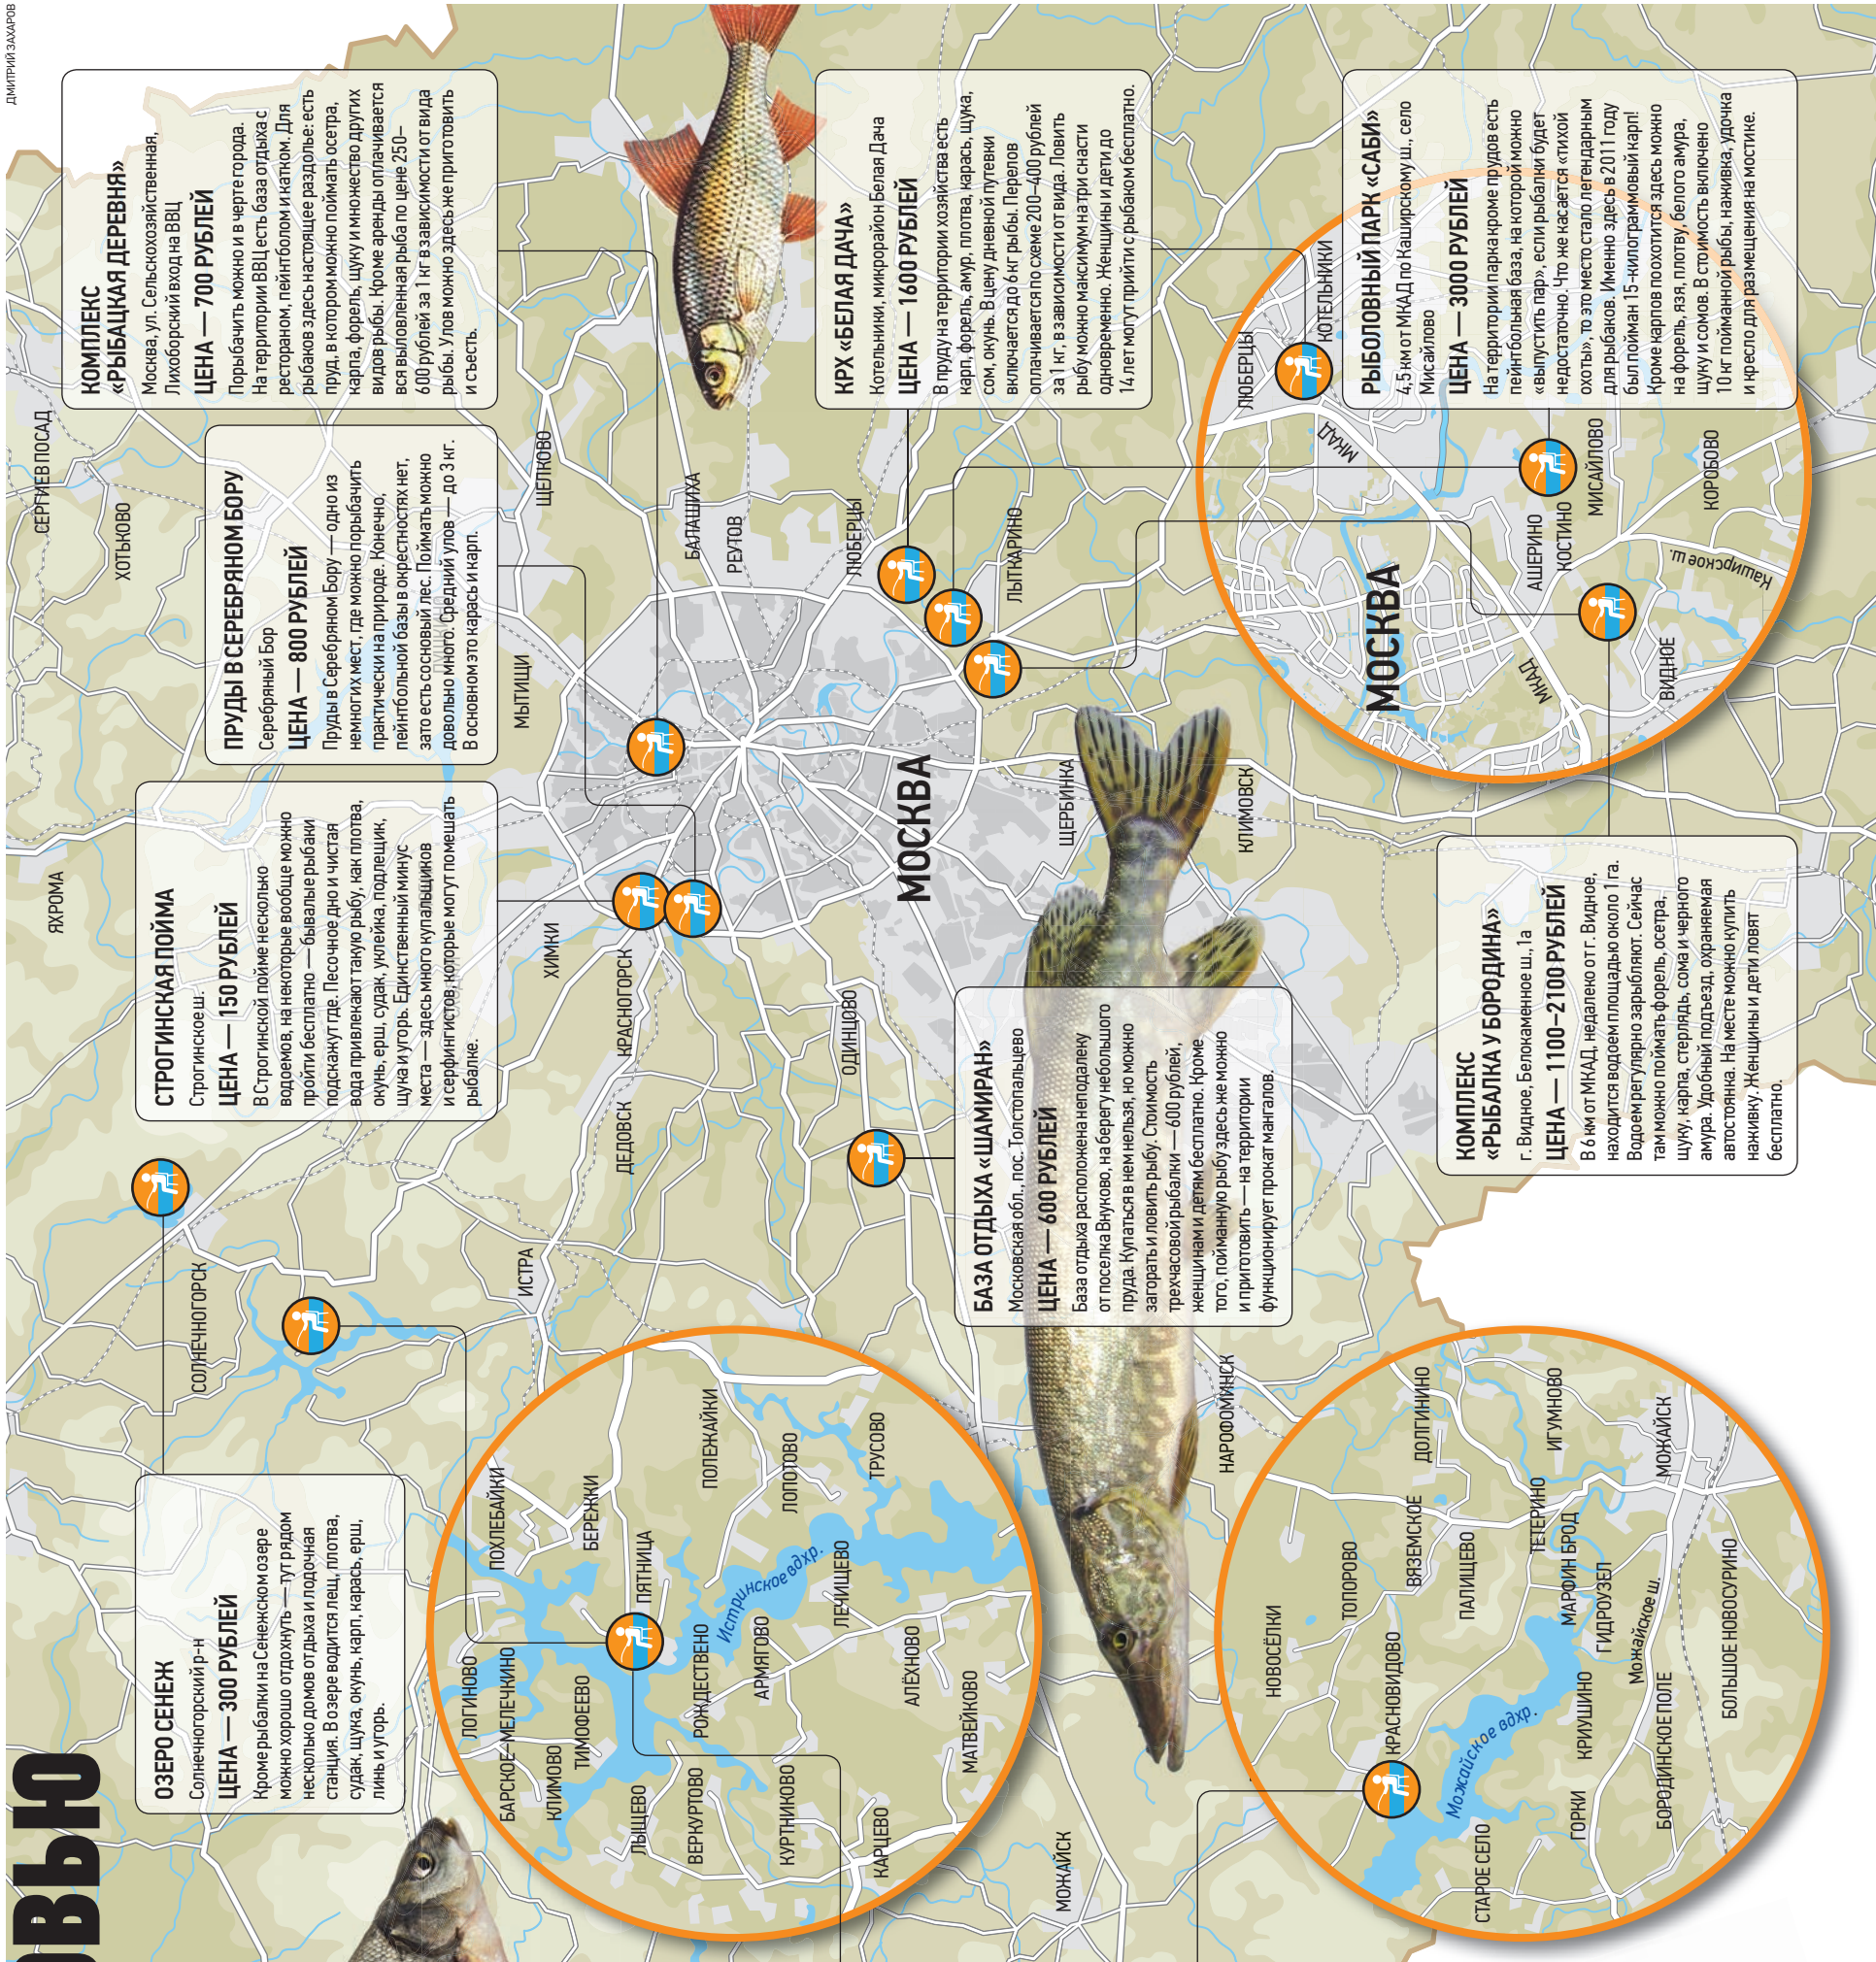 ОВЬЮ
ДМИТРИЙ ЗАХАРОВ
ОЗЕРО СЕНЕЖ
Солнечногорский р-н
ЦЕНА — 300 РУБЛЕЙ
Кроме рыбалки на Сенежском озере
можно хорошо отдохнуть — тут рядом
несколько домов отдыха и лодочная
станция. В озере водится лещ, плотва,
судак, щука, окунь, карп, карась, ерш,
линь и угорь.
СТРОГИНСКАЯ ПОЙМА
Строгинское ш.
ЦЕНА — 150 РУБЛЕЙ
В Строгинской пойме несколько
водоемов, на некоторые вообще можно
пройти бесплатно — бывалые рыбаки
подскажут где. Песочное дно и чистая
вода привлекают такую рыбу, как плотва,
окунь, ерш, судак, уклейка, подлещик,
щука и угорь. Единственный минус
места — здесь много купальщиков
и серфингистов, которые могут помешать
рыбалке.
ПРУДЫ В СЕРЕБРЯНОМ БОРУ
Серебряный Бор
ЦЕНА — 800 РУБЛЕЙ
Пруды в Серебряном Бору — одно из
немногих мест, где можно порыбачить
практически на природе. Конечно,
пейнтбольной базы в окрестностях нет,
зато есть сосновый лес. Поймать можно
довольно много. Средний улов — до 3 кг.
В основном это карась и карп.
КОМПЛЕКС
«РЫБАЦКАЯ ДЕРЕВНЯ»
Москва, ул. Сельскохозяйственная,
Лихоборский вход на ВВЦ
ЦЕНА — 700 РУБЛЕЙ
Порыбачить можно и в черте города.
На территории ВВЦ есть база отдыха с
рестораном, пейнтболом и катком. Для
рыбаков здесь настоящее раздолье: есть
пруд, в котором можно поймать осетра,
карпа, форель, щуку и множество других
видов рыбы. Кроме аренды оплачивается
вся выловленная рыба по цене 250–
600 рублей за 1 кг в зависимости от вида
рыбы. Улов можно здесь же приготовить
и съесть.
БАЗА ОТДЫХА «ШАМИРАН»
Московская обл., пос. Толстопальцево
ЦЕНА — 600 РУБЛЕЙ
База отдыха расположена неподалеку
от поселка Внуково, на берегу небольшого
пруда. Купаться в нем нельзя, но можно
загорать и ловить рыбу. Стоимость
трехчасовой рыбалки — 600 рублей,
женщинам и детям бесплатно. Кроме
того, пойманную рыбу здесь же можно
и приготовить — на территории
функционирует прокат мангалов.
КРХ «БЕЛАЯ ДАЧА»
Котельники, микрорайон Белая Дача
ЦЕНА — 1600 РУБЛЕЙ
В пруду на территории хозяйства есть
карп, форель, амур, плотва, карась, щука,
сом, окунь. В цену дневной путевки
включается до 6 кг рыбы. Перелов
оплачивается по схеме 200–400 рублей
за 1 кг, в зависимости от вида. Ловить
рыбу можно максимум на три снасти
одновременно. Женщины и дети до
14 лет могут прийти с рыбаком бесплатно.
КОМПЛЕКС
«РЫБАЛКА У БОРОДИНА»
г. Видное, Белокаменное ш., 1а
ЦЕНА — 1100–2100 РУБЛЕЙ
В 6 км от МКАД, недалеко от г. Видное,
находится водоем площадью около 1 га.
Водоем регулярно зарыбляют. Сейчас
там можно поймать форель, осетра,
щуку, карпа, стерлядь, сома и черного
амура. Удобный подъезд, охраняемая
автостоянка. На месте можно купить
наживку. Женщины и дети ловят
бесплатно.
РЫБОЛОВНЫЙ ПАРК «САБИ»
4,5 км от МКАД по Каширскому ш., село
Мисайлово
ЦЕНА — 3000 РУБЛЕЙ
На территории парка кроме прудов есть
пейнтбольная база, на которой можно
«выпустить пар», если рыбалки будет
недостаточно. Что же касается «тихой
охоты», то это место стало легендарным
для рыбаков. Именно здесь в 2011 году
был пойман 15-килограммовый карп!
Кроме карпов поохотится здесь можно
на форель, язя, плотву, белого амура,
щуку и сомов. В стоимость включено
10 кг пойманной рыбы, наживка, удочка
и кресло для размещения на мостике.
ЯХРОМА
СЕРГИЕВ ПОСАД
ХОТЬКОВО
СОЛНЕЧНОГОРСК
ИСТРА
ДЕДОВСК
КРАСНОГОРСК
ХИМКИ
МЫТИЩИ
ПУШКИНО
ЩЕЛКОВО
БАЛАШИХА
РЕУТОВ
ЛЮБЕРЦЫ
ЛЫТКАРИНО
ОДИНЦОВО
МОСКВА
ЩЕРБИНКА
КЛИМОВСК
НАРОФОМИНСК
МОЖАЙСК
ПОХЛЕБАЙКИ
ЛОГИНОВО
БАРСКОЕ-МЕЛЕЧКИНО
КЛИМОВО
ТИМОФЕЕВО
БЕРЕЖКИ
ПЯТНИЦА
ЛЫЩЕВО
ВЕРКУРТОВО
РОЖДЕСТВЕНО
ПОЛЕЖАЙКИ
Истринское вдхр.
АРМЯГОВО
ЛОПОТОВО
КУРТНИКОВО
ЛЕЧИЩЕВО
ТРУСОВО
КАРЦЕВО
АЛЁХНОВО
МАТВЕЙКОВО
НОВОСЁЛКИ
ТОПОРОВО
КРАСНОВИДОВО
ВЯЗЕМСКОЕ
ДОЛГИНИНО
ПАЛИЩЕВО
Можайское вдхр.
СТАРОЕ СЕЛО
ТЕТЕРИНО
ИГУМНОВО
МАРФИН БРОД
ГИДРОУЗЕЛ
КРИУШИНО
ГОРКИ
Можайское ш.
МОЖАЙСК
БОРОДИНСКОЕ ПОЛЕ
БОЛЬШОЕ НОВОСУРИНО
ЛЮБЕРЦЫ
КОТЕЛЬНИКИ
МКАД
МОСКВА
МКАД
АШЕРИНО
КОСТИНО
МИСАЙЛОВО
ВИДНОЕ
Каширское ш.
КОРОБОВО